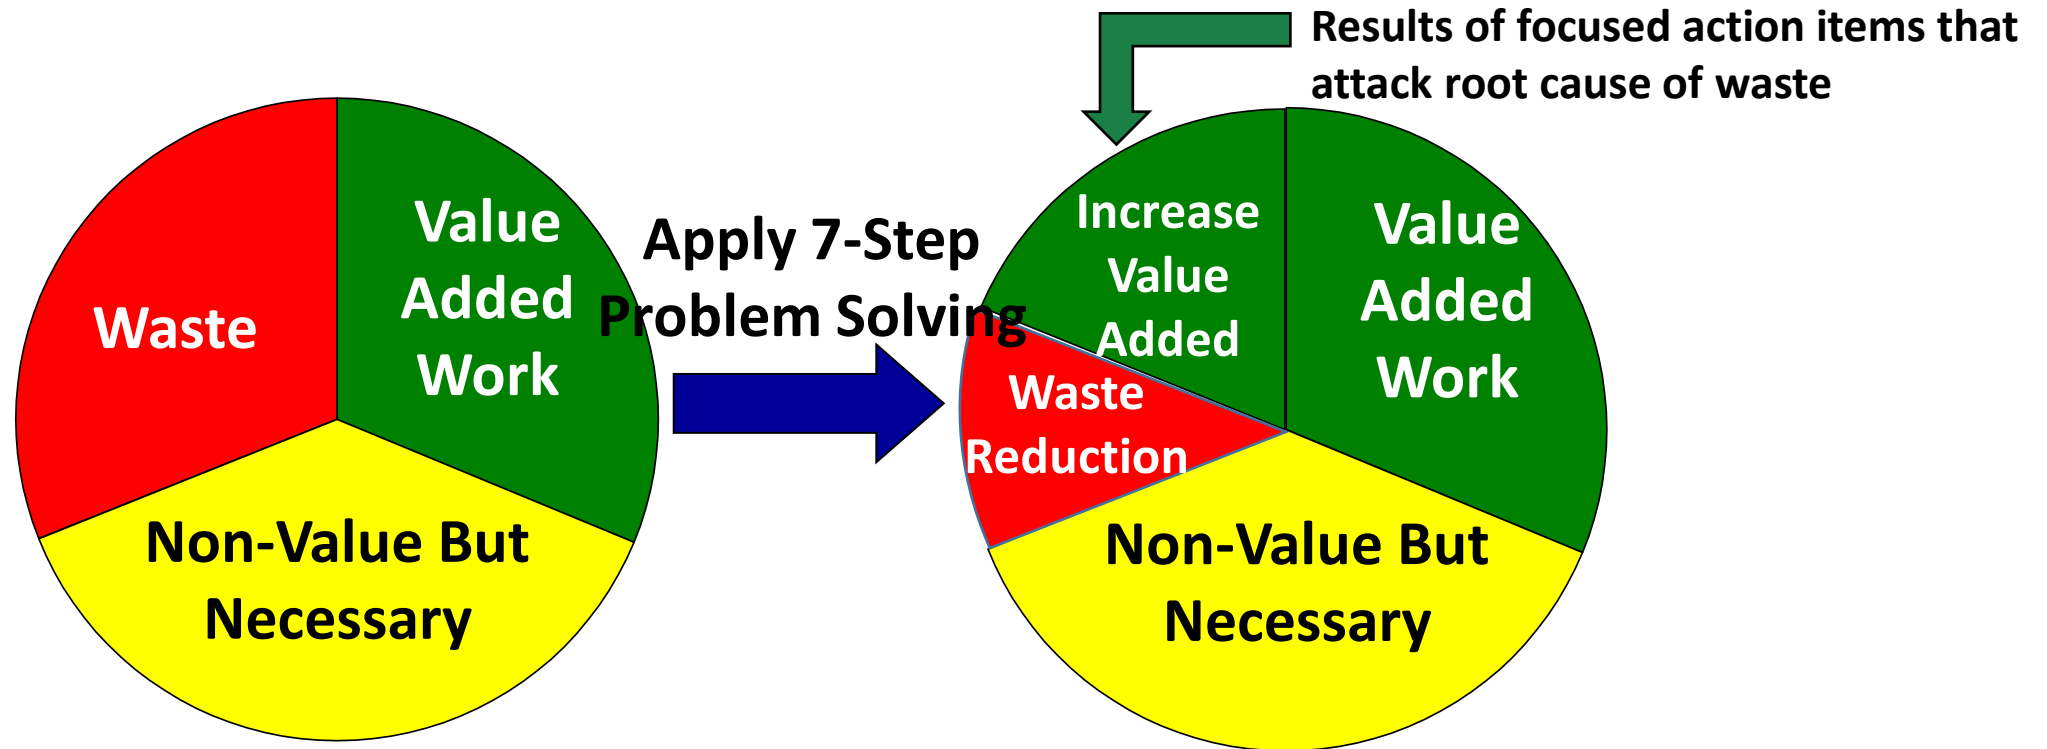 Results of focused action items that
attack root cause of waste
Waste
Value
Added
Work
Non-Value But
Necessary
Apply 7-Step
Problem Solving
Increase
Value
Added
Waste
Reduction
Value
Added
Work
Non-Value But
Necessary